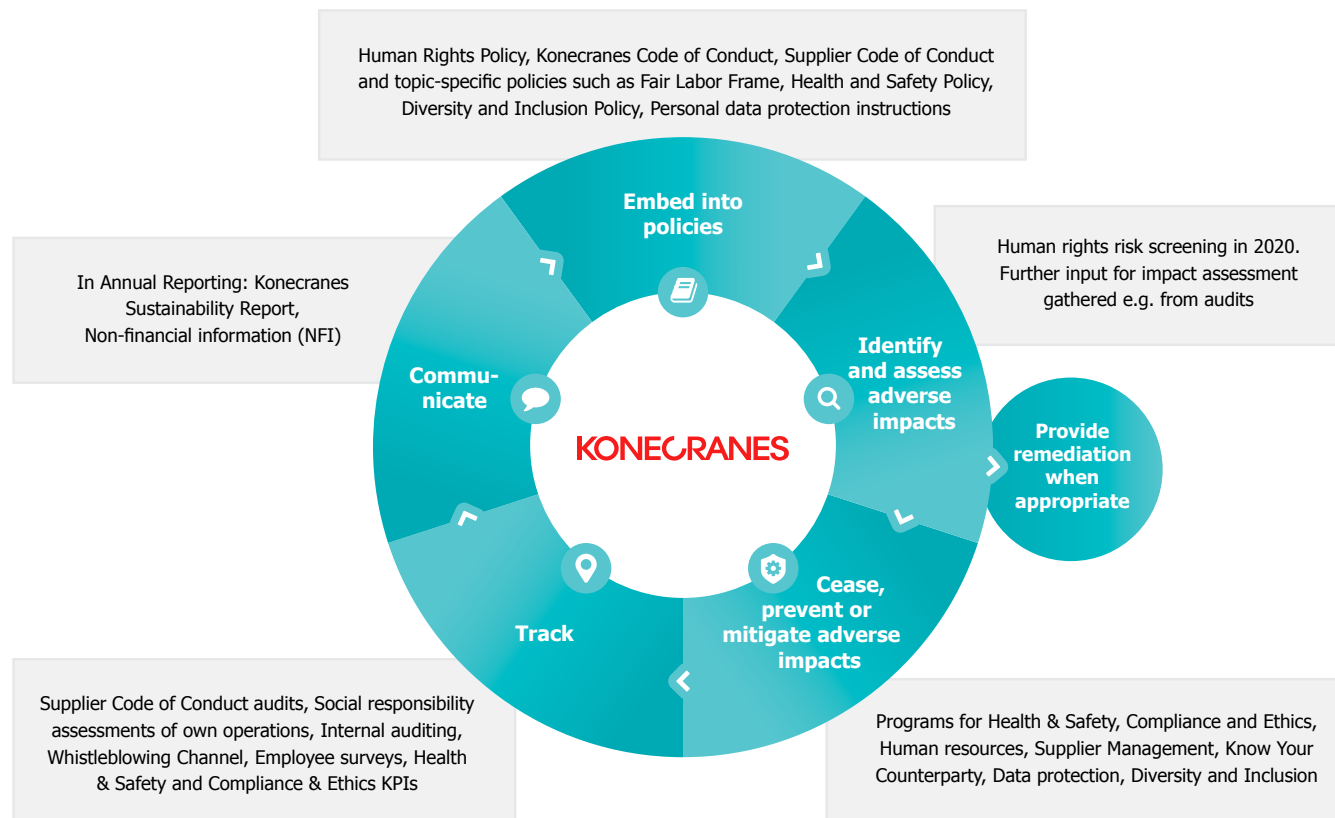 Human Rights Policy, Konecranes Code of Conduct, Supplier Code of Conduct
and topic-specific policies such as Fair Labor Frame, Health and Safety Policy,
Diversity and Inclusion Policy, Personal data protection instructions
Embed into
policies
Human rights risk screening in 2020.
Further input for impact assessment
gathered e.g. from audits
In Annual Reporting: Konecranes
Sustainability Report,
Non-financial information (NFI)
Identify
and assess
adverse
impacts
Commu-
nicate
KONECRANES
Provide
remediation
when
appropriate
Cease,
prevent or
mitigate adverse
impacts
Track
Supplier Code of Conduct audits, Social responsibility
assessments of own operations, Internal auditing,
Whistleblowing Channel, Employee surveys, Health
& Safety and Compliance & Ethics KPIs
Programs for Health & Safety, Compliance and Ethics,
Human resources, Supplier Management, Know Your
Counterparty, Data protection, Diversity and Inclusion